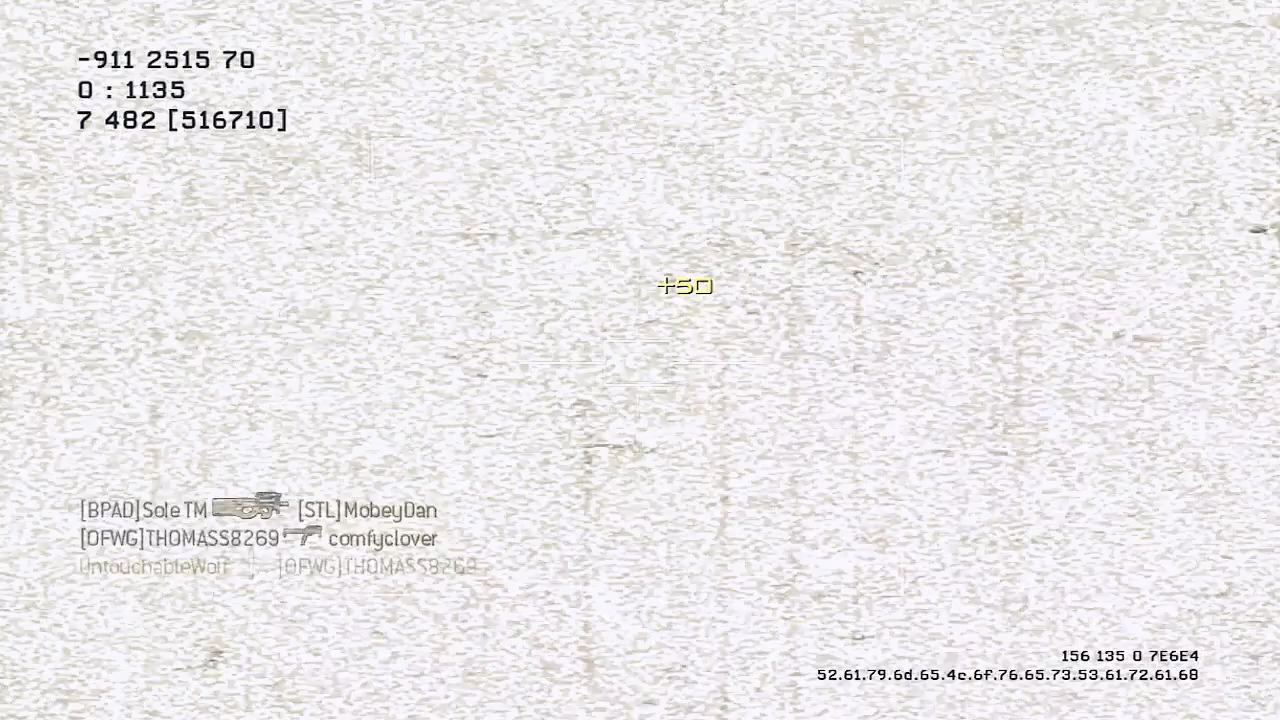 -911 2515 70
0 : 1135
7 482 [516710]
+50
[BPAD]Sole TM [STL]MobeyDan
[OFWG]THOMASS8269 comfyclover
UntouchableWolf [OFWG]THOMASS8269
156 135 0 7E6E4
52.61.79.6d.65.4c.6f.76.65.73.53.61.72.61.68